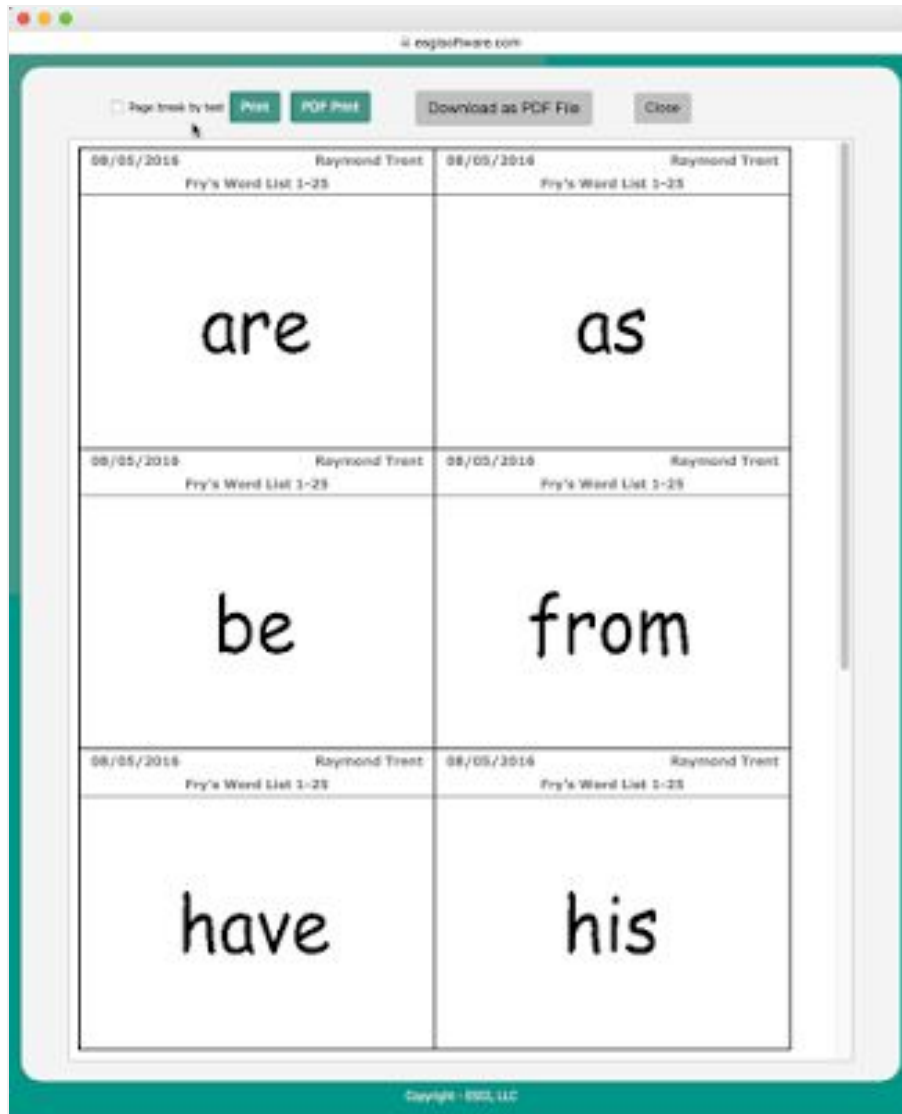 esgisoftware.com
Page break by test Print PDF Print Download as PDF File Close
08/05/2016 Raymond Trent 08/05/2016 Raymond Trent
Fry's Word List 1-25 Fry's Word List 1-25
are as
08/05/2016 Raymond Trent 08/05/2016 Raymond Trent
Fry's Word List 1-25 Fry's Word List 1-25
be from
08/05/2016 Raymond Trent 08/05/2016 Raymond Trent
Fry's Word List 1-25 Fry's Word List 1-25
have his
Copyright - ESGI, LLC